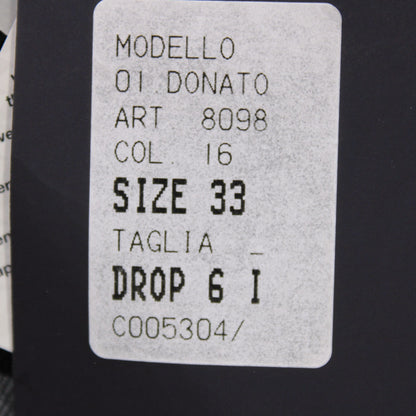 MODELLO
01 DONATO
ART 8098
COL. 16
SIZE 33
TAGLIA _
DROP 6 I
C005304/